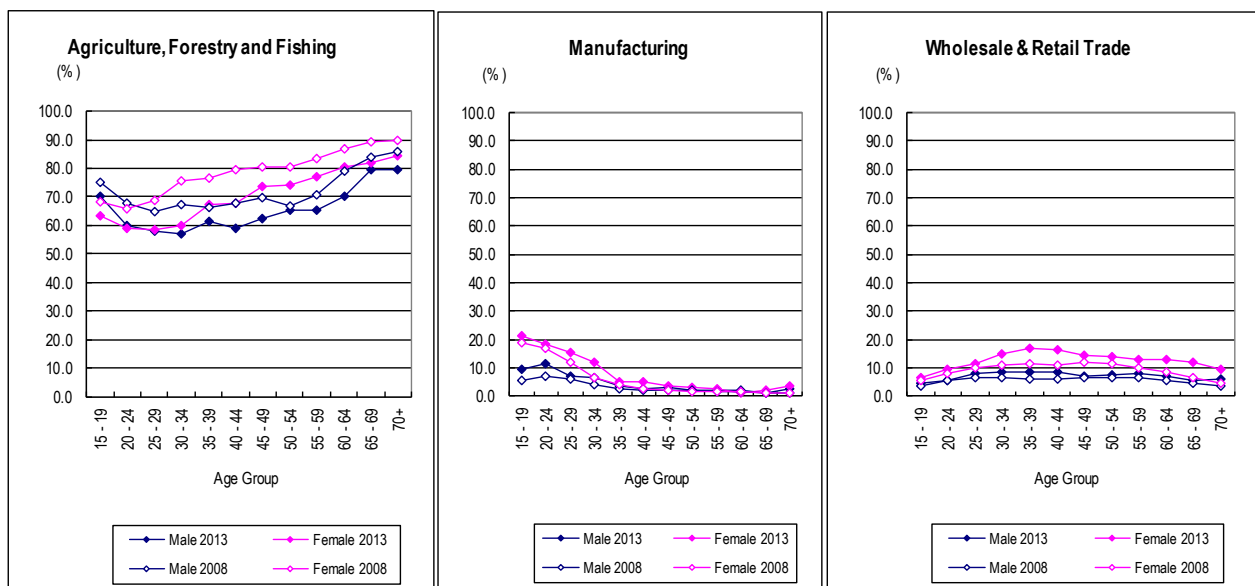 Agriculture, Forestry and Fishing
(% )
100.0
90.0
80.0
70.0
60.0
50.0
40.0
30.0
20.0
10.0
0.0
15 - 19
20 - 24
25 - 29
30 - 34
35 - 39
40 - 44
45 - 49
50 - 54
55 - 59
60 - 64
65 - 69
70 +
Age Group
Male 2013
Female 2013
Male 2008
Female 2008
Manufacturing
(% )
100.0
90.0
80.0
70.0
60.0
50.0
40.0
30.0
20.0
10.0
0.0
15 - 19
20 - 24
25 - 29
30 - 34
35 - 39
40 - 44
45 - 49
50 - 54
55 - 59
60 - 64
65 - 69
70 +
Age Group
Male 2013
Female 2013
Male 2008
Female 2008
Wholesale & Retail Trade
(% )
100.0
90.0
80.0
70.0
60.0
50.0
40.0
30.0
20.0
10.0
0.0
15 - 19
20 - 24
25 - 29
30 - 34
35 - 39
40 - 44
45 - 49
50 - 54
55 - 59
60 - 64
65 - 69
70 +
Age Group
Male 2013
Female 2013
Male 2008
Female 2008